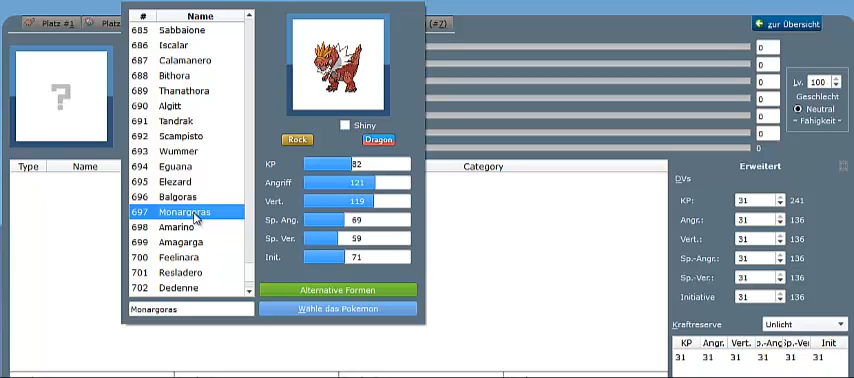 Platz #1
Platz
(#7)
zur Übersicht
# Name
685 Sabbaione
686 Iscalar
687 Calamanero
688 Bithora
689 Thanathora
690 Algitt
691 Tandrak
692 Scampisto
693 Wummer
694 Eguana
695 Elezard
696 Balgoras
697 Monargoras
698 Amarino
699 Amagarga
700 Feelinara
701 Resladero
702 Dedenne
Monargoras
Shiny
Rock Dragon
KP 82
Angriff 121
Vert. 119
Sp. Ang. 69
Sp. Ver. 59
Init. 71
Alternative Formen
Wähle das Pokemon
?
Type Name
Category
0
0
0
0
0
0
0
Lv. 100
Geschlecht
Neutral
- Fähigkeit -
Erweitert
DVs
KP: 31 241
Angr.: 31 136
Vert.: 31 136
Sp.-Angr.: 31 136
Sp.-Ver.: 31 136
Initiative 31 136
Kraftreserve Unlicht
KP Angr. Vert. Init
31 31 31 31 31 31